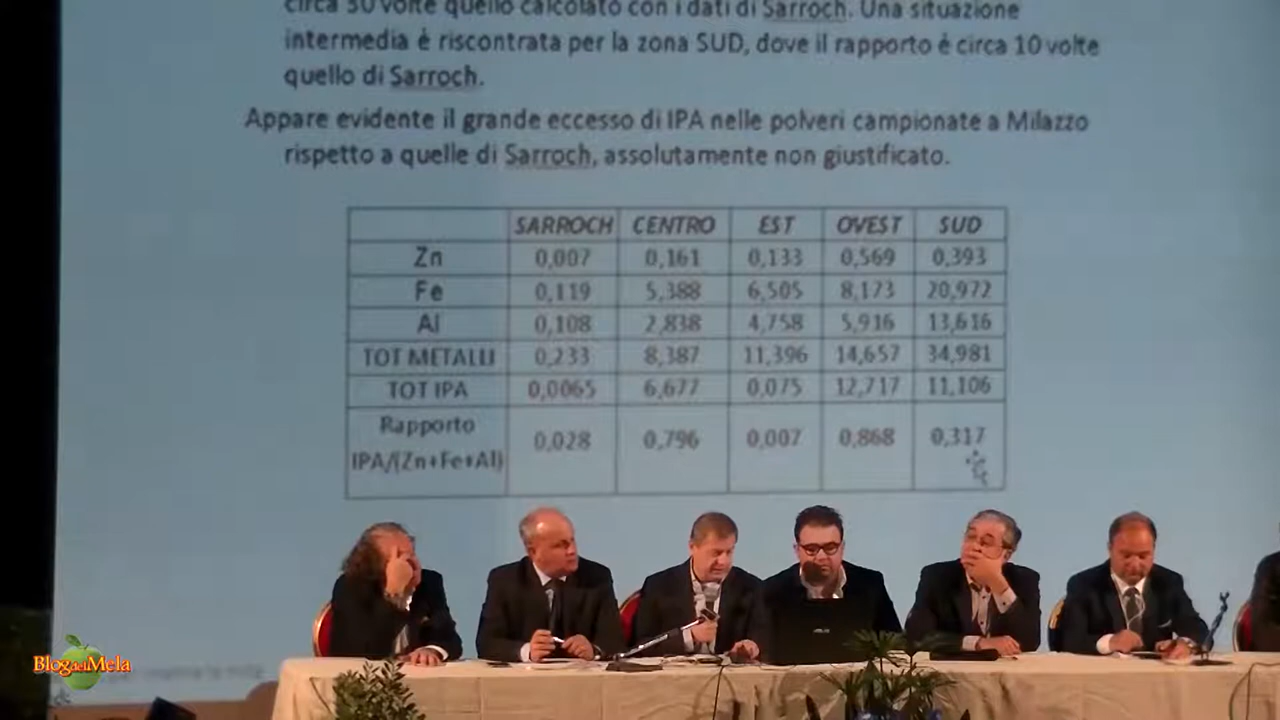 circa 30 volte quello calcolato con i dati di Sarroch. Una situazione
intermedia è riscontrata per la zona SUD, dove il rapporto è circa 10 volte
quello di Sarroch.
Appare evidente il grande eccesso di IPA nelle polveri campionate a Milazzo
rispetto a quelle di Sarroch, assolutamente non giustificato.
SARROCH CENTRO EST OVEST SUD
Zn 0,007 0,161 0,133 0,569 0,393
Fe 0,119 5,388 6,505 8,173 20,972
Al 0,108 2,838 4,758 5,916 13,616
TOT METALLI 0,233 8,387 11,396 14,657 34,981
TOT IPA 0,0065 6,677 0,075 12,717 11,106
Rapporto
IPA/(Zn+Fe+Al) 0,028 0,796 0,007 0,868 0,317
BlogdelMela